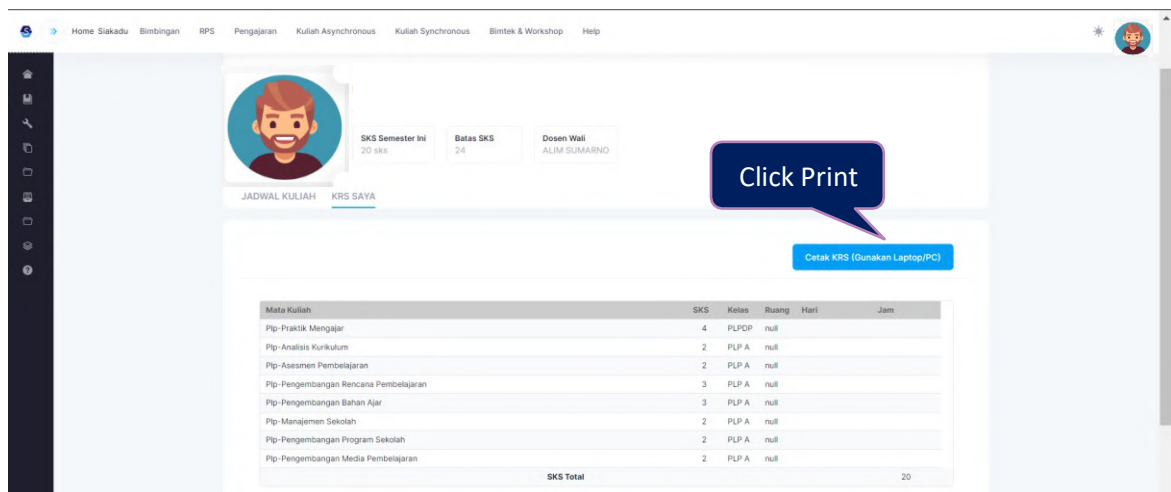 Home Siakadu Bimbingan RPS Pengajaran Kuliah Asynchronous Kuliah Synchronous Bimtek & Workshop Help
SKS Semester Ini Batas SKS Dosen Wali
20 sks 24 ALIM SUMARNO
Click Print
JADWAL KULIAH KRS SAYA
Cetak KRS (Gunakan Laptop/PC)
Mata Kuliah SKS Kelas Ruang Hari Jam
Plp-Praktik Mengajar 4 PLPDP null
Plp-Analisis Kurikulum 2 PLP A null
Plp-Asesmen Pembelajaran 2 PLP A null
Plp-Pengembangan Rencana Pembelajaran 3 PLP A null
Plp-Pengembangan Bahan Ajar 3 PLP A null
Plp-Manajemen Sekolah 2 PLP A null
Plp-Pengembangan Program Sekolah 2 PLP A null
Plp-Pengembangan Media Pembelajaran 2 PLP A null
SKS Total 20